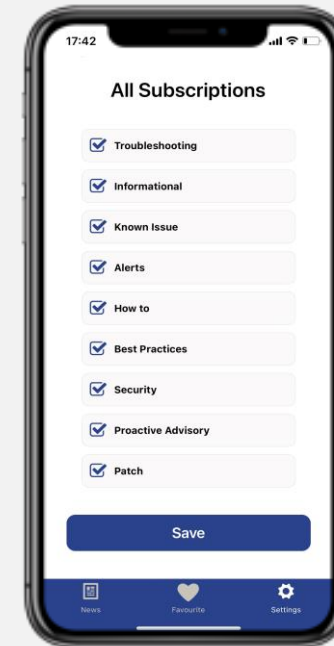 17:42
All Subscriptions
Troubleshooting
Informational
Known Issue
Alerts
How to
Best Practices
Security
Proactive Advisory
Patch
Save
News Favourite Settings